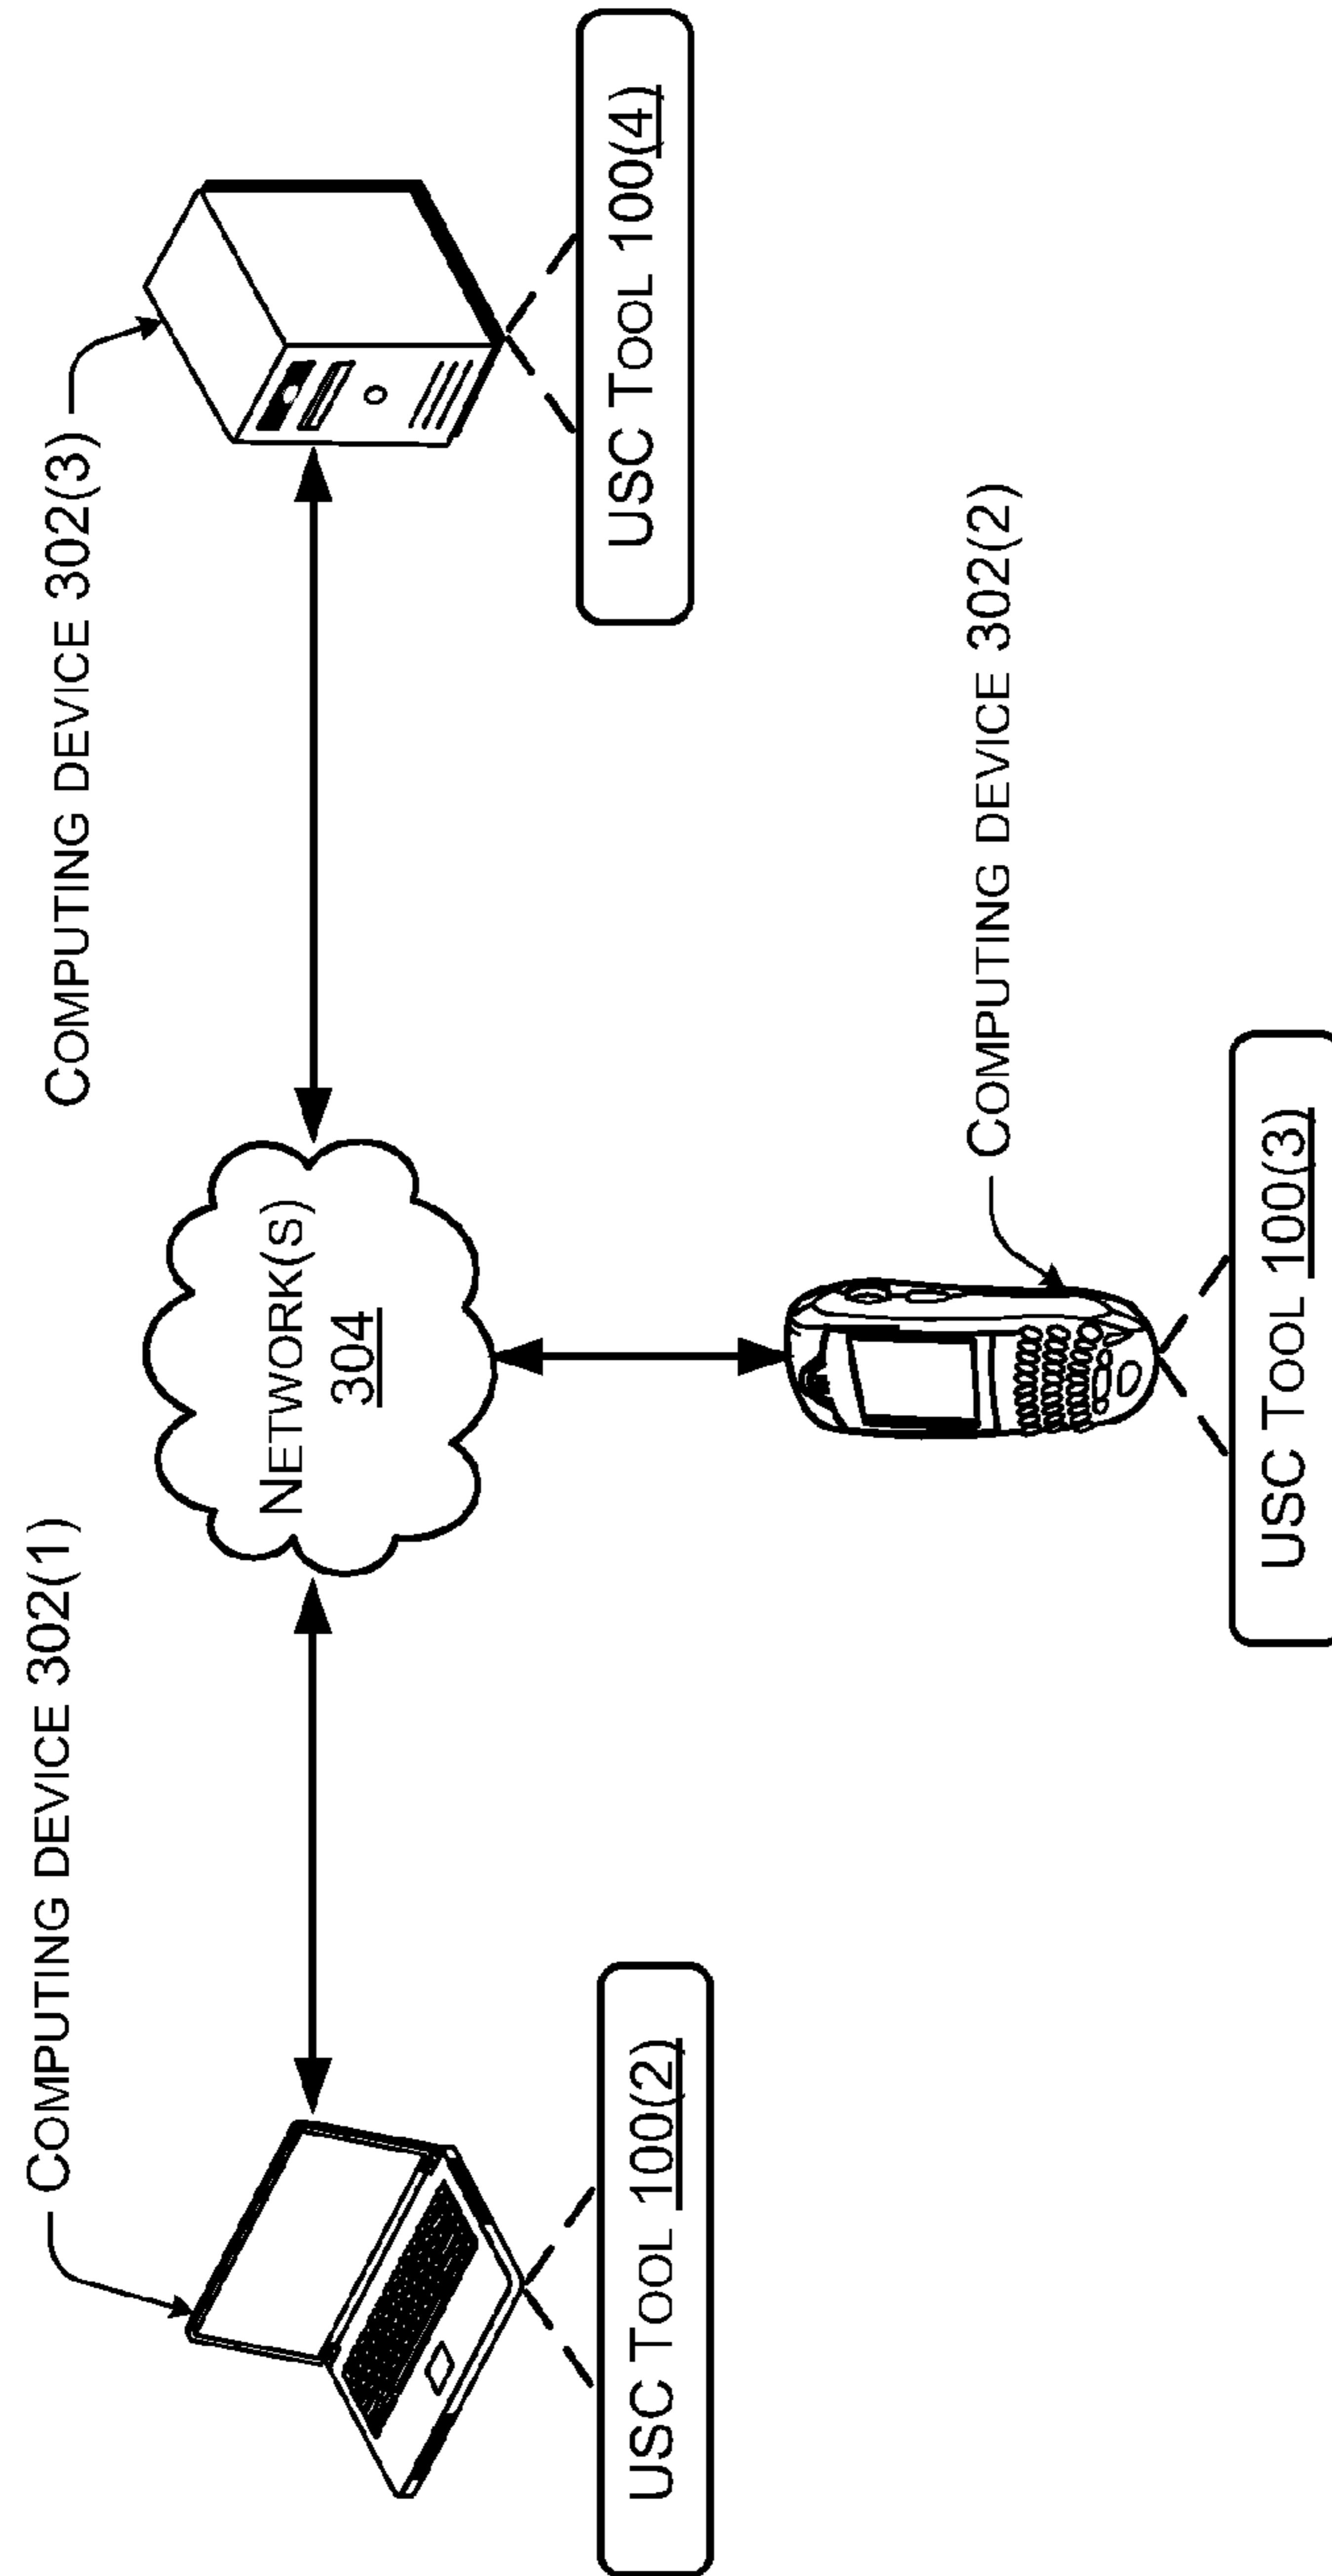 COMPUTING DEVICE 302(1)
COMPUTING DEVICE 302(3)
NETWORK(S)
304
USC TOOL 100(2)
USC TOOL 100(4)
COMPUTING DEVICE 302(2)
USC TOOL 100(3)